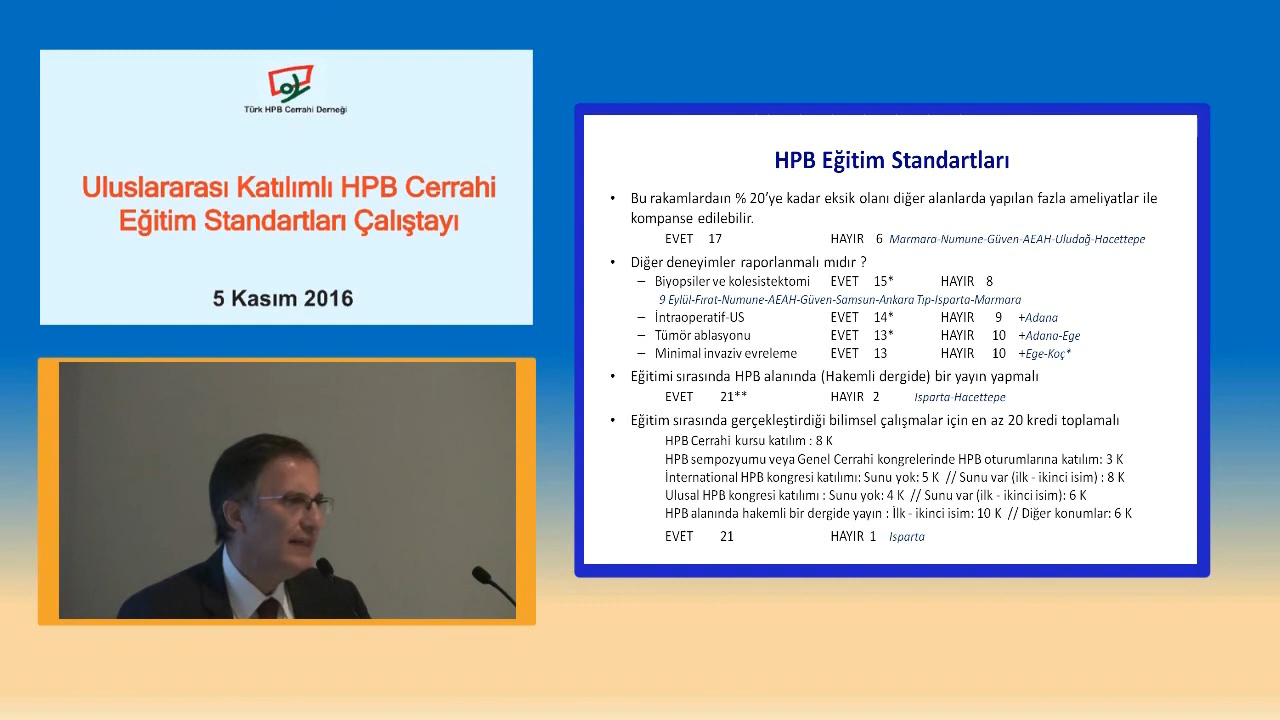 Türk HPB Cerrahi Derneği
Uluslararası Katılımlı HPB Cerrahi
Eğitim Standartları Çalıştayı
5 Kasım 2016
HPB Eğitim Standartları
• Bu rakamlardaın % 20’ye kadar eksik olanı diğer alanlarda yapılan fazla ameliyatlar ile
kompanse edilebilir.
EVET 17 HAYIR 6 Marmara-Numune-Güven-AEAH-Uludağ-Hacettepe
• Diğer deneyimler raporlanmalı mıdır ?
– Biyopsiler ve kolesistektomi EVET 15* HAYIR 8
9 Eylül-Fırat-Numune-AEAH-Güven-Samsun-Ankara Tıp-Isparta-Marmara
– İntraoperatif-US EVET 14* HAYIR 9 +Adana
– Tümör ablasyonu EVET 13* HAYIR 10 +Adana-Ege
– Minimal invaziv evreleme EVET 13 HAYIR 10 +Ege-Koç*
• Eğitimi sırasında HPB alanında (Hakemli dergide) bir yayın yapmalı
EVET 21** HAYIR 2 Isparta-Hacettepe
• Eğitim sırasında gerçekleştirdiği bilimsel çalışmalar için en az 20 kredi toplamalı
HPB Cerrahi kursu katılım : 8 K
HPB sempozyumu veya Genel Cerrahi kongrelerinde HPB oturumlarına katılım: 3 K
İnternational HPB kongresi katılımı: Sunu yok: 5 K // Sunu var (ilk - ikinci isim) : 8 K
Ulusal HPB kongresi katılımı : Sunu yok: 4 K // Sunu var (ilk - ikinci isim): 6 K
HPB alanında hakemli bir dergide yayın : İlk - ikinci isim: 10 K // Diğer konumlar: 6 K
EVET 21 HAYIR 1 Isparta